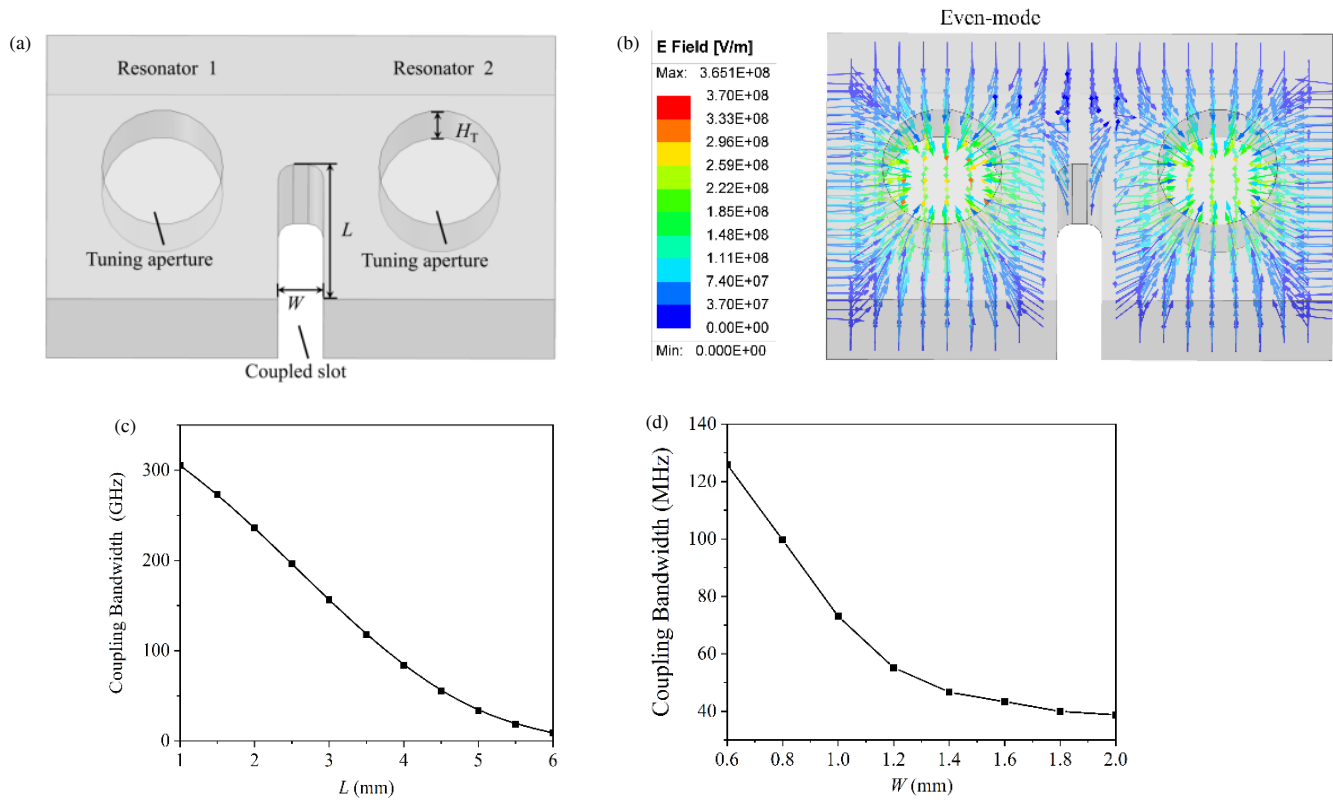 (a)
Resonator 1
Resonator 2
H_T
L
Tuning aperture
Tuning aperture
W
Coupled slot
Even-mode
(b)
E Field [V/m]
Max: 3.651E+08
3.70E+08
3.33E+08
2.96E+08
2.59E+08
2.22E+08
1.85E+08
1.48E+08
1.11E+08
7.40E+07
3.70E+07
0.00E+00
Min: 0.000E+00
(c)
Coupling Bandwidth (GHz)
300
200
100
0
1 2 3 4 5 6
L (mm)
(d)
Coupling Bandwidth (MHz)
140
120
100
80
60
40
0.6 0.8 1.0 1.2 1.4 1.6 1.8 2.0
W (mm)